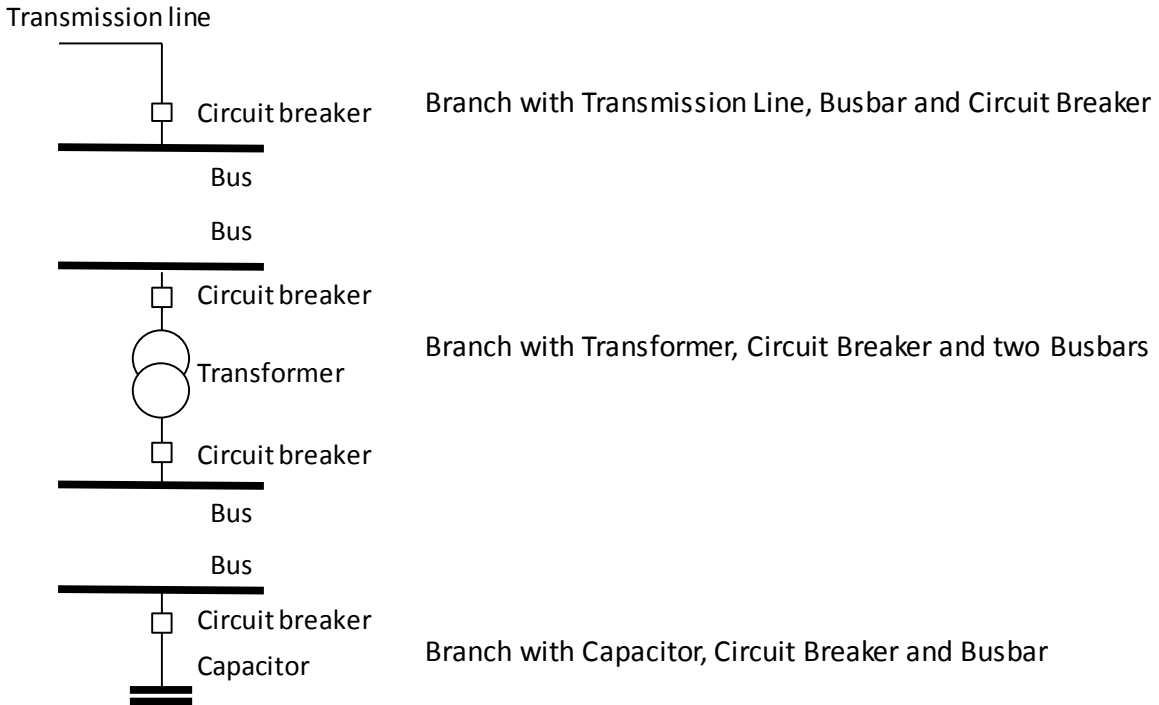 Transmission line
Circuit breaker
Branch with Transmission Line, Busbar and Circuit Breaker
Bus
Bus
Circuit breaker
Branch with Transformer, Circuit Breaker and two Busbars
Transformer
Circuit breaker
Bus
Bus
Circuit breaker
Branch with Capacitor, Circuit Breaker and Busbar
Capacitor